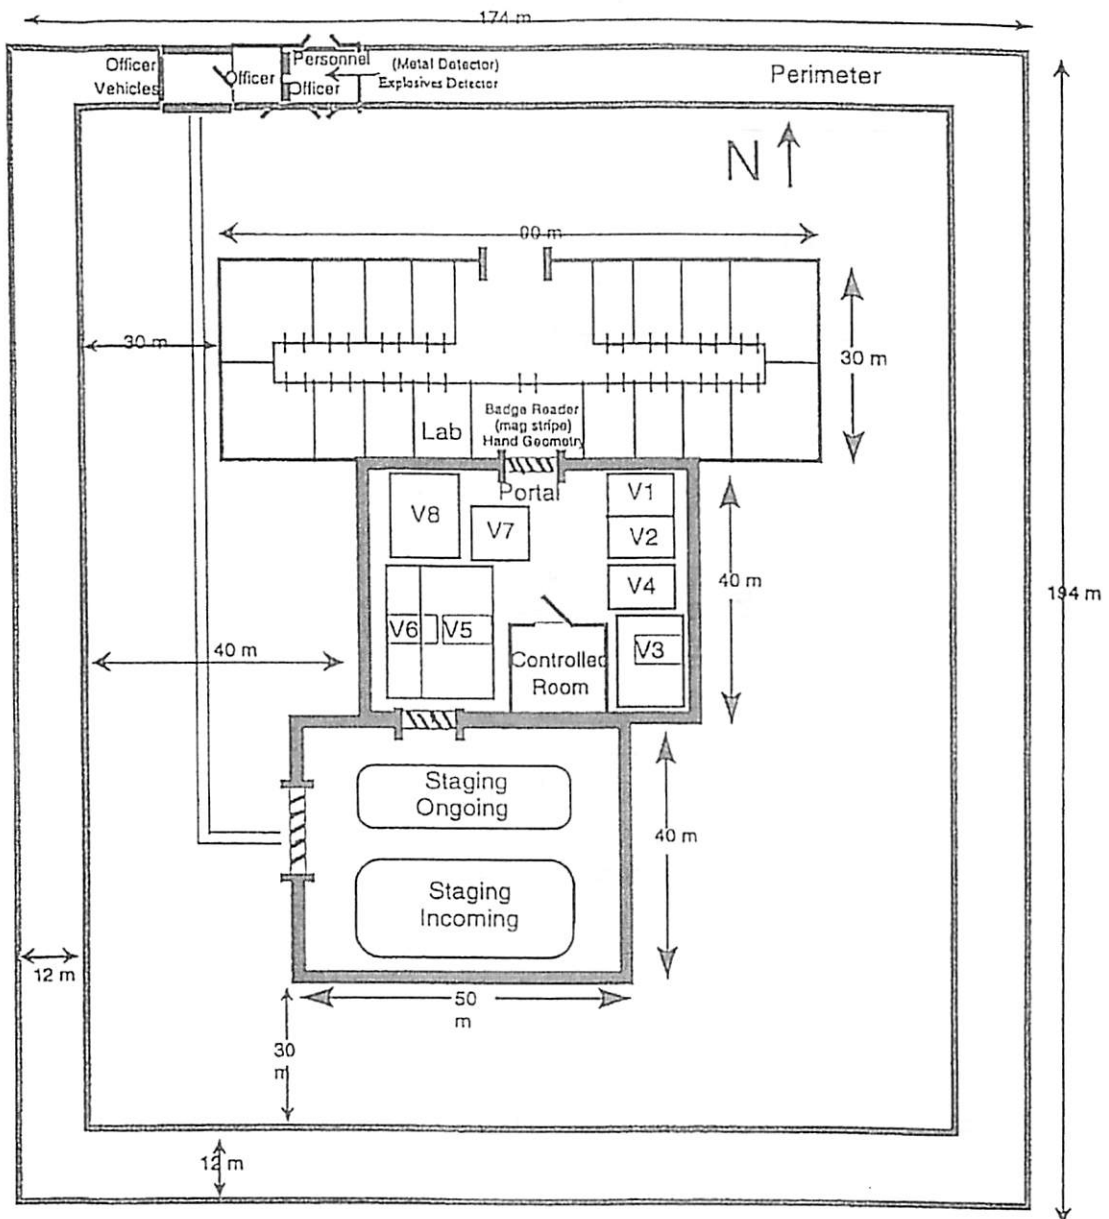 174 m
Officer
Vehicles
Officer
Personnel
Officer
(Metal Detector)
Explosives Detector
Perimeter
N
00 m
30 m
30 m
Lab
Badge Reader
(mag stripe)
Hand Geometry
Portal
V8
V7
V1
V2
V4
V6
V5
V3
Controlled
Room
40 m
40 m
194 m
Staging
Ongoing
40 m
Staging
Incoming
12 m
50
m
30
m
12 m